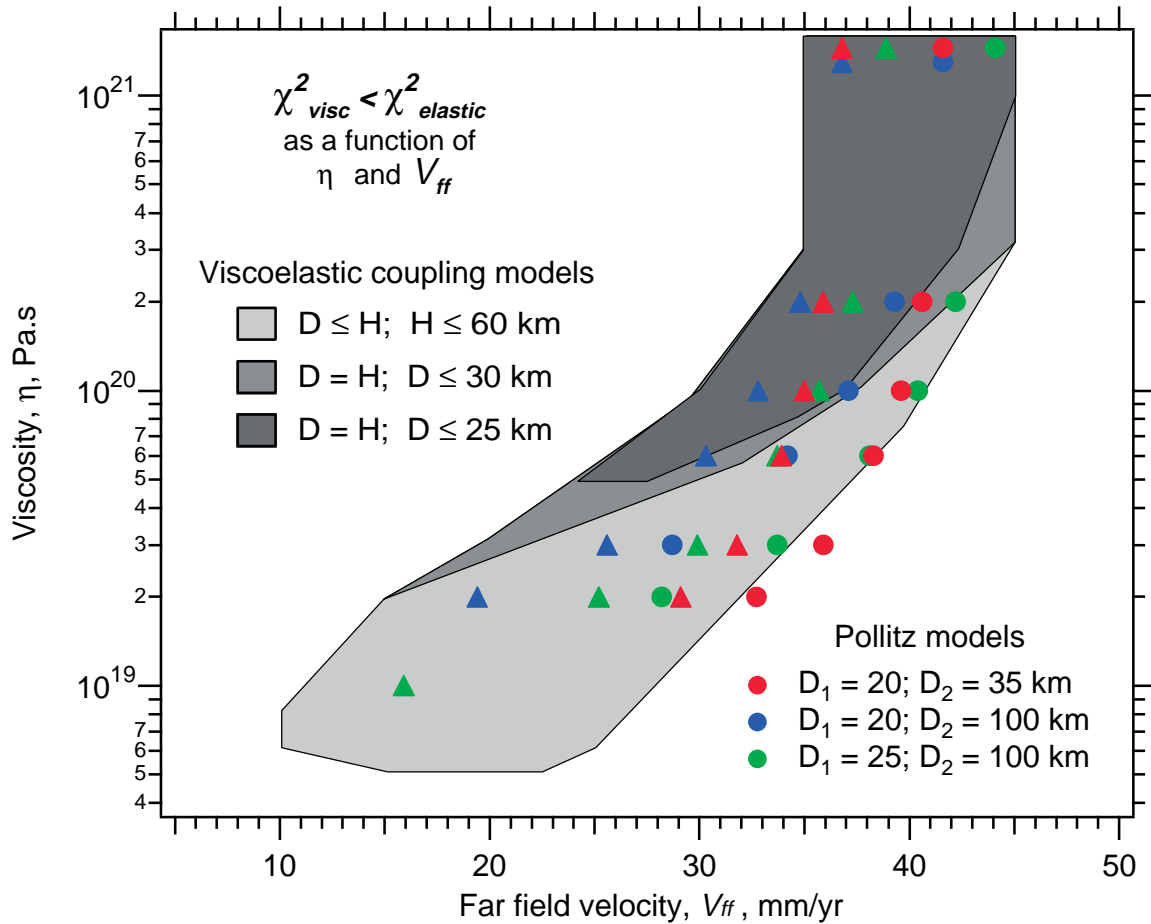 χ²visc < χ²elastic
as a function of
η and Vff
Viscoelastic coupling models
D ≤ H; H ≤ 60 km
D = H; D ≤ 30 km
D = H; D ≤ 25 km
Pollitz models
D₁ = 20; D₂ = 35 km
D₁ = 20; D₂ = 100 km
D₁ = 25; D₂ = 100 km
Viscosity, η, Pa.s
10²¹
7
6
5
4
3
2
10²⁰
7
6
5
4
3
2
10¹⁹
7
6
5
4
10 20 30 40 50
Far field velocity, Vff , mm/yr